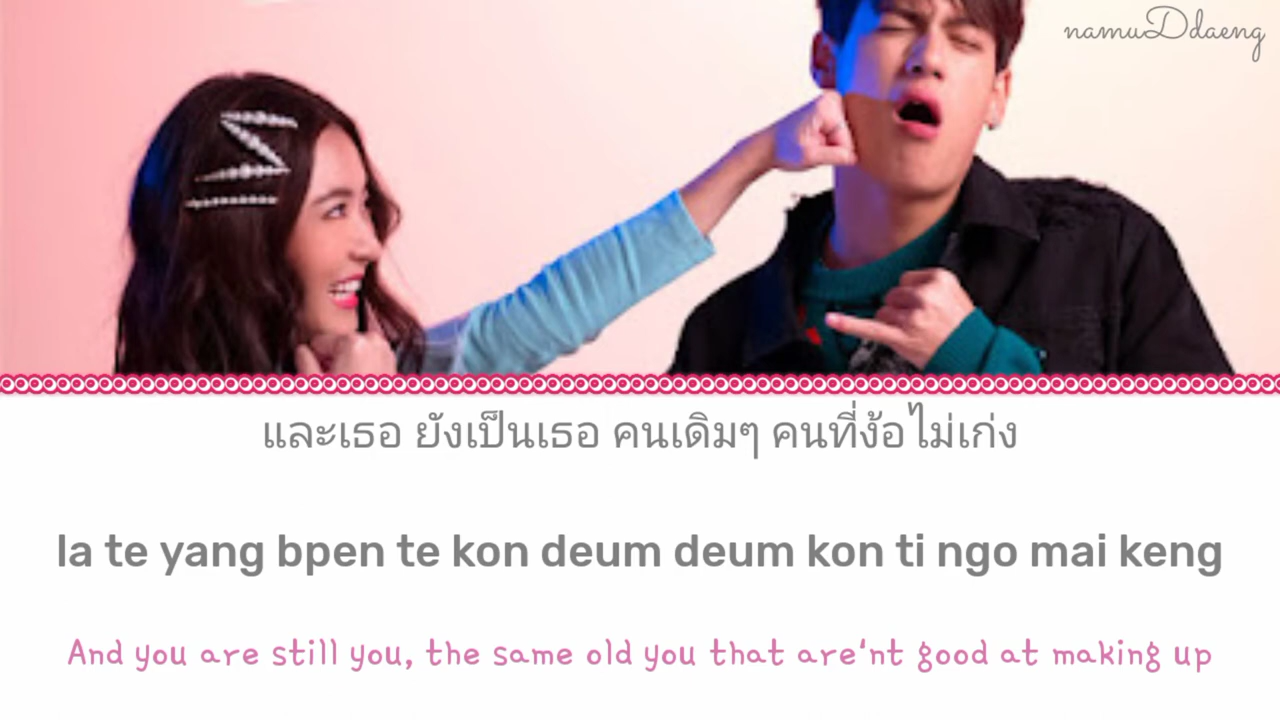 namuDdaeng
และเธอ ยังเป็นเธอ คนเดิมๆ คนที่ง้อไม่เก่ง
la te yang bpen te kon deum deum kon ti ngo mai keng
And you are still you, the same old you that are'nt good at making up